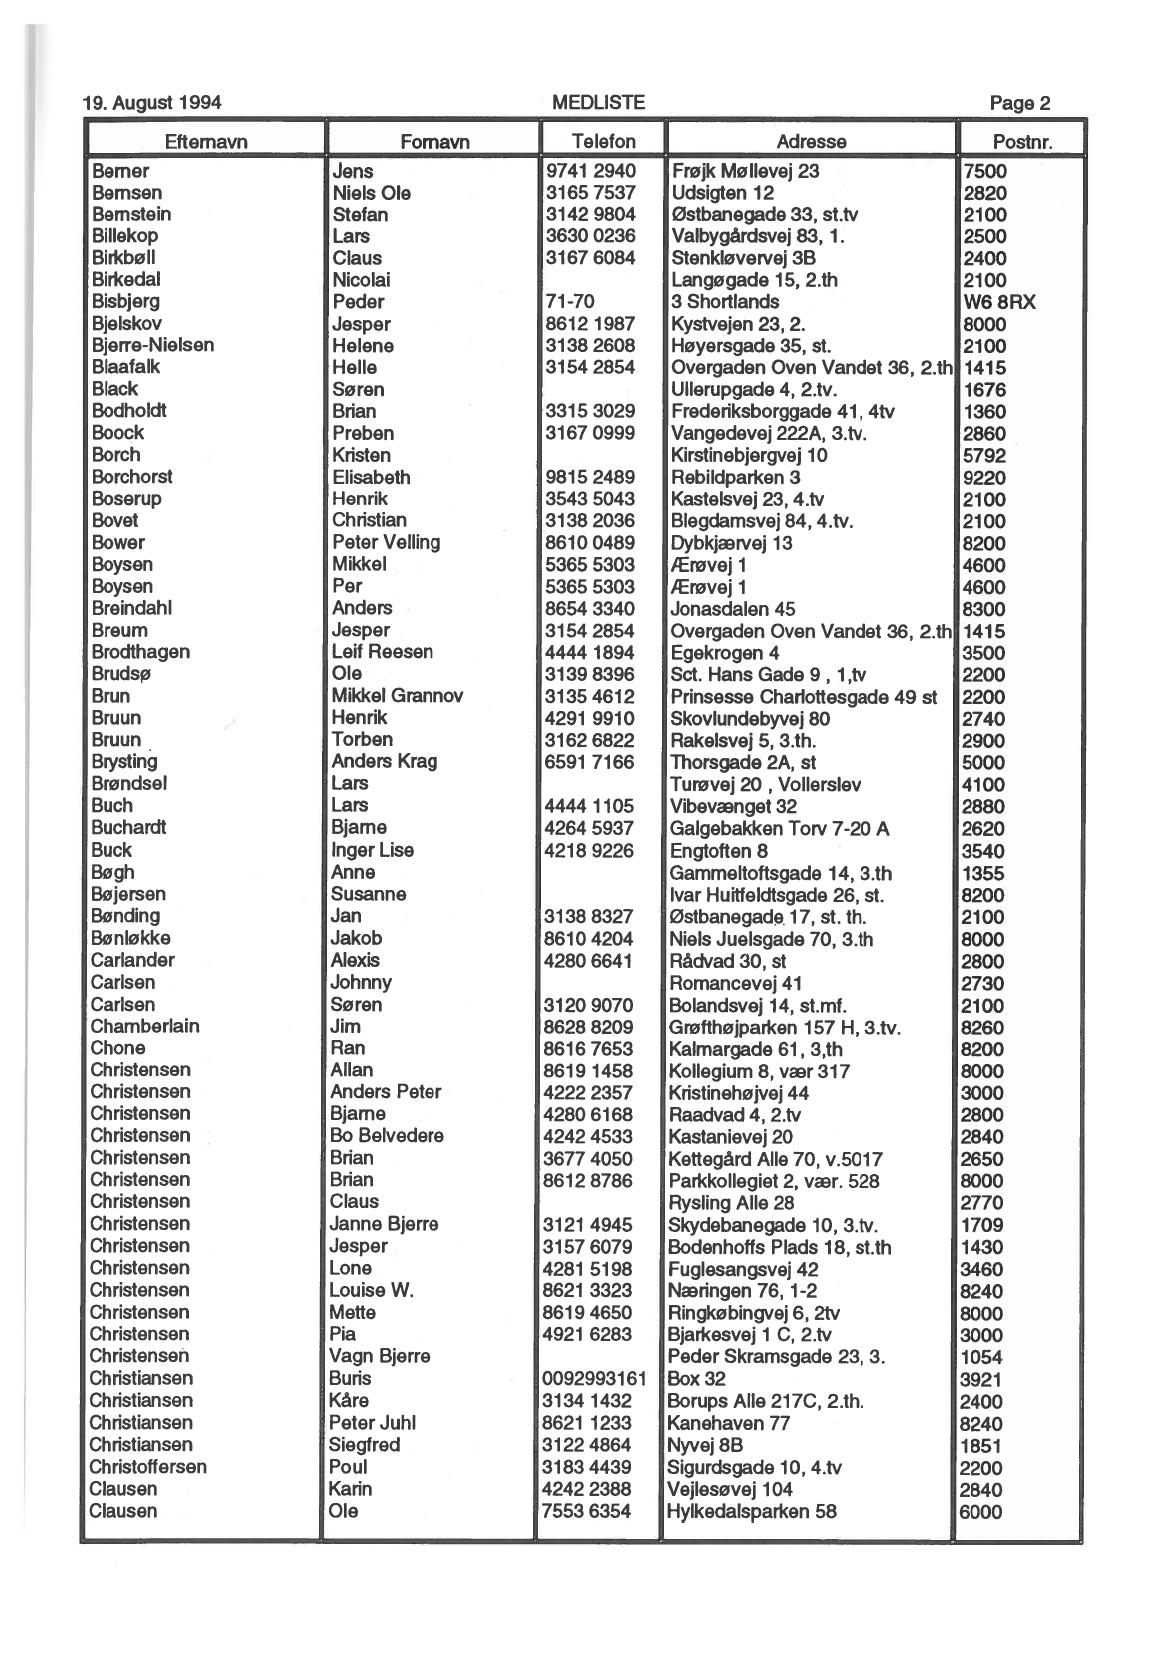 19. August 1994 MEDLISTE Page 2
Efternavn Fornavn Telefon Adresse Postnr.
Berner Jens 9741 2940 Frøjk Møllevej 23 7500
Bernsen Niels Ole 3165 7537 Udsigten 12 2820
Bernstein Stefan 3142 9804 Østbanegade 33, st.tv 2100
Billekop Lars 3630 0236 Valbygårdsvej 83, 1. 2500
Birkbøll Claus 3167 6084 Stenkløvervej 3B 2400
Birkedal Nicolai Langøgade 15, 2.th 2100
Bisbjerg Peder 71-70 3 Shortlands W6 8RX
Bjelskov Jesper 8612 1987 Kystvejen 23, 2. 8000
Bjerre-Nielsen Helene 3138 2608 Høyersgade 35, st. 2100
Blaafalk Helle 3154 2854 Overgaden Oven Vandet 36, 2.th 1415
Black Søren Ullerupgade 4, 2.tv. 1676
Bodholdt Brian 3315 3029 Frederiksborggade 41, 4tv 1360
Boock Preben 3167 0999 Vangedevej 222A, 3.tv. 2860
Borch Kristen Kirstinebjergvej 10 5792
Borchorst Elisabeth 9815 2489 Rebildparken 3 9220
Boserup Henrik 3543 5043 Kastelsvej 23, 4.tv 2100
Bovet Christian 3138 2036 Blegdamsvej 84, 4.tv. 2100
Bower Peter Velling 8610 0489 Dybkjærvej 13 8200
Boysen Mikkel 5365 5303 Ærøvej 1 4600
Boysen Per 5365 5303 Ærøvej 1 4600
Breindahl Anders 8654 3340 Jonasdalen 45 8300
Breum Jesper 3154 2854 Overgaden Oven Vandet 36, 2.th 1415
Brodthagen Leif Reesen 4444 1894 Egekrogen 4 3500
Brudsø Ole 3139 8396 Sct. Hans Gade 9 , 1,tv 2200
Brun Mikkel Grannov 3135 4612 Prinsesse Charlottesgade 49 st 2200
Bruun Henrik 4291 9910 Skovlundebyvej 80 2740
Bruun Torben 3162 6822 Rakelsvej 5, 3.th. 2900
Brysting Anders Krag 6591 7166 Thorsgade 2A, st 5000
Brøndsel Lars Turøvej 20 , Vollerslev 4100
Buch Lars 4444 1105 Vibevænget 32 2880
Buchardt Bjarne 4264 5937 Galgebakken Torv 7-20 A 2620
Buck Inger Lise 4218 9226 Engtoften 8 3540
Bøgh Anne Gammeltoftsgade 14, 3.th 1355
Bøjersen Susanne Ivar Huitfeldtsgade 26, st. 8200
Bønding Jan 3138 8327 Østbanegade 17, st. th. 2100
Bønløkke Jakob 8610 4204 Niels Juelsgade 70, 3.th 8000
Carlander Alexis 4280 6641 Rådvad 30, st 2800
Carlsen Johnny Romancevej 41 2730
Carlsen Søren 3120 9070 Bolandsvej 14, st.mf. 2100
Chamberlain Jim 8628 8209 Grøfthøjparken 157 H, 3.tv. 8260
Chone Ran 8616 7653 Kalmargade 61, 3,th 8200
Christensen Allan 8619 1458 Kollegium 8, vær 317 8000
Christensen Anders Peter 4222 2357 Kristinehøjvej 44 3000
Christensen Bjarne 4280 6168 Raadvad 4, 2.tv 2800
Christensen Bo Belvedere 4242 4533 Kastanievej 20 2840
Christensen Brian 3677 4050 Kettegård Alle 70, v.5017 2650
Christensen Brian 8612 8786 Parkkollegiet 2, vær. 528 8000
Christensen Claus Rysling Alle 28 2770
Christensen Janne Bjerre 3121 4945 Skydebanegade 10, 3.tv. 1709
Christensen Jesper 3157 6079 Bodenhoffs Plads 18, st.th 1430
Christensen Lone 4281 5198 Fuglesangsvej 42 3460
Christensen Louise W. 8621 3323 Næringen 76, 1-2 8240
Christensen Mette 8619 4650 Ringkøbingvej 6, 2tv 8000
Christensen Pia 4921 6283 Bjarkesvej 1 C, 2.tv 3000
Christensen Vagn Bjerre Peder Skramsgade 23, 3. 1054
Christiansen Buris 0092993161 Box 32 3921
Christiansen Kåre 3134 1432 Borups Alle 217C, 2.th. 2400
Christiansen Peter Juhl 8621 1233 Kanehaven 77 8240
Christiansen Siegfred 3122 4864 Nyvej 8B 1851
Christoffersen Poul 3183 4439 Sigurdsgade 10, 4.tv 2200
Clausen Karin 4242 2388 Vejlesøvej 104 2840
Clausen Ole 7553 6354 Hylkedalsparken 58 6000